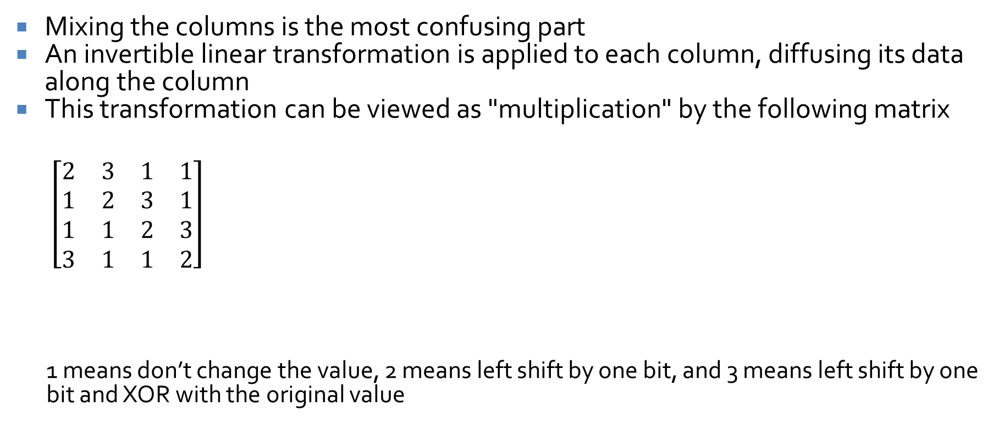 Mixing the columns is the most confusing part
An invertible linear transformation is applied to each column, diffusing its data
along the column
This transformation can be viewed as "multiplication" by the following matrix
2 3 1 1
1 2 3 1
1 1 2 3
3 1 1 2
1 means don’t change the value, 2 means left shift by one bit, and 3 means left shift by one
bit and XOR with the original value